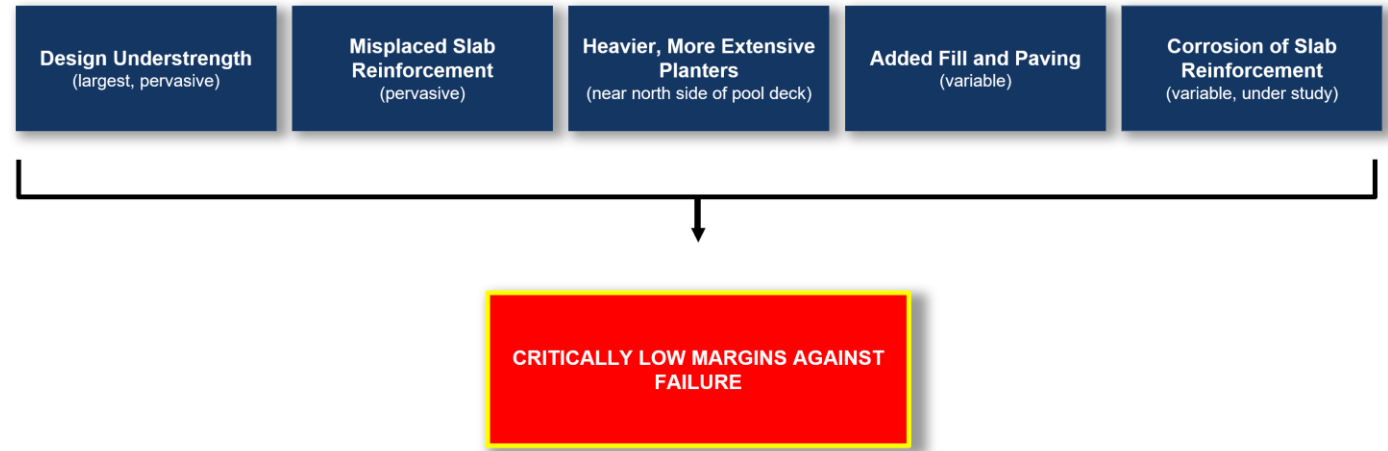 Design Understrength
(largest, pervasive)
Misplaced Slab
Reinforcement
(pervasive)
Heavier, More Extensive
Planters
(near north side of pool deck)
Added Fill and Paving
(variable)
Corrosion of Slab
Reinforcement
(variable, under study)
CRITICALLY LOW MARGINS AGAINST
FAILURE